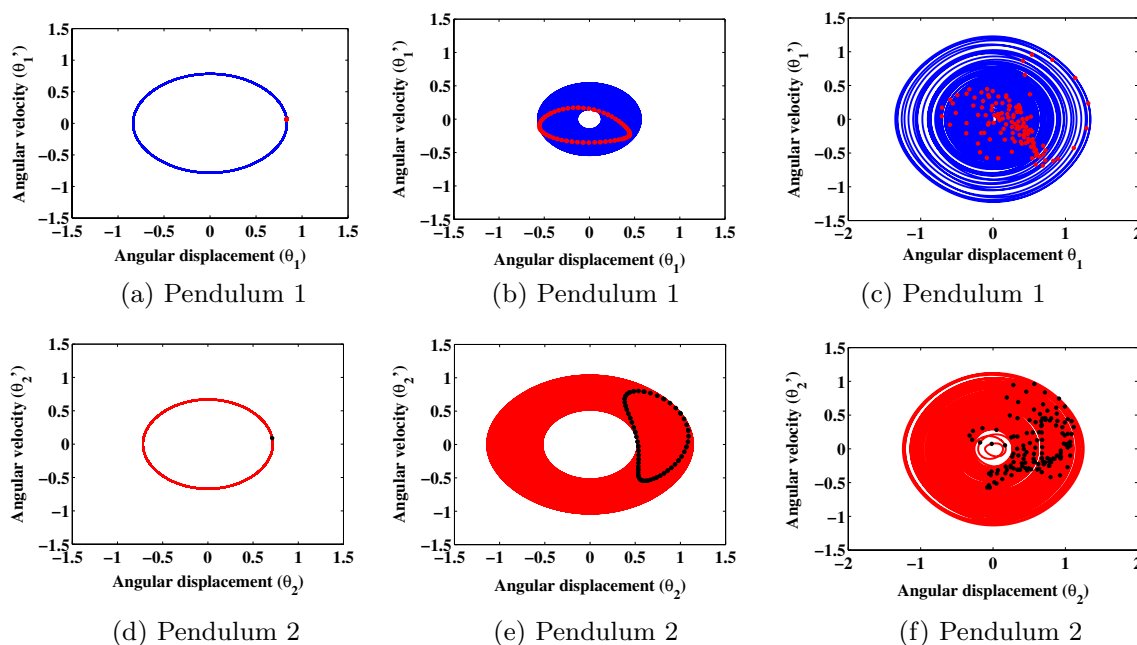 1.5
1
0.5
0
−0.5
−1
−1.5
−1.5 −1 −0.5 0 0.5 1 1.5
Angular velocity (θ1')
Angular displacement (θ1)
(a) Pendulum 1
1.5
1
0.5
0
−0.5
−1
−1.5
−1.5 −1 −0.5 0 0.5 1 1.5
Angular velocity (θ1')
Angular displacement (θ1)
(b) Pendulum 1
1.5
1
0.5
0
−0.5
−1
−1.5
−2 −1 0 1 2
Angular velocity (θ1')
Angular displacement θ1
(c) Pendulum 1
1.5
1
0.5
0
−0.5
−1
−1.5
−1.5 −1 −0.5 0 0.5 1 1.5
Angular velocity (θ2')
Angular displacement (θ2)
(d) Pendulum 2
1.5
1
0.5
0
−0.5
−1
−1.5
−1.5 −1 −0.5 0 0.5 1 1.5
Angular velocity (θ2')
Angular displacement (θ2)
(e) Pendulum 2
1.5
1
0.5
0
−0.5
−1
−1.5
−2 −1 0 1 2
Angular velocity (θ2')
Angular displacement (θ2)
(f) Pendulum 2